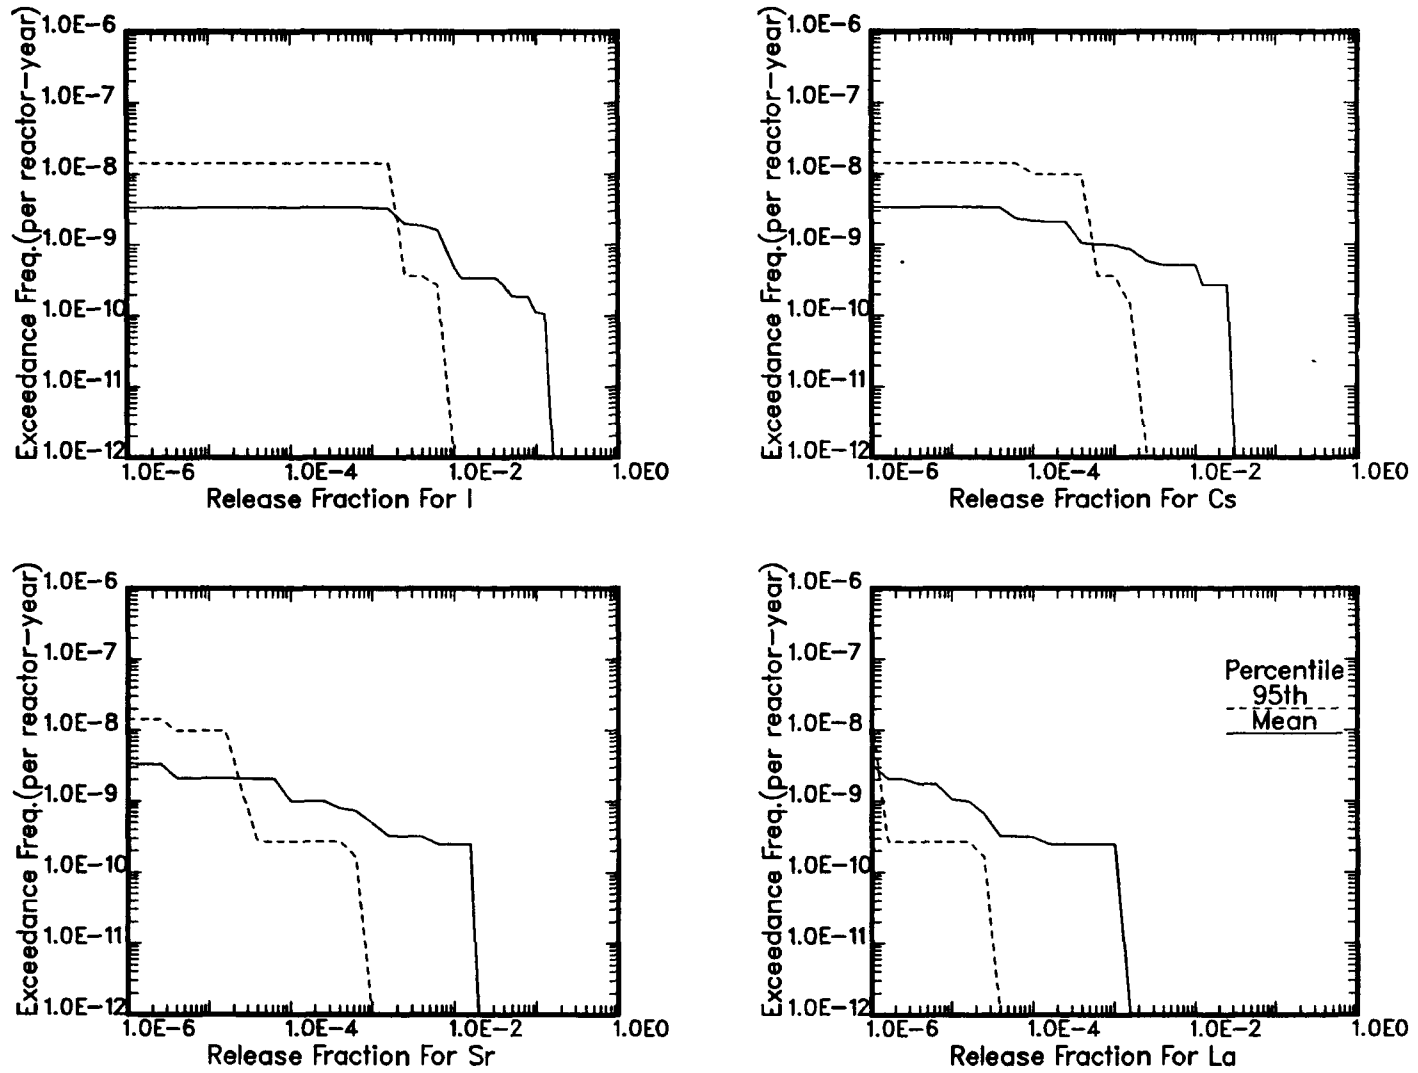 Exceedance Freq.(per reactor-year)
1.0E-6
1.0E-7
1.0E-8
1.0E-9
1.0E-10
1.0E-11
1.0E-12
1.0E-6 1.0E-4 1.0E-2 1.0E0
Release Fraction For I
Exceedance Freq.(per reactor-year)
1.0E-6
1.0E-7
1.0E-8
1.0E-9
1.0E-10
1.0E-11
1.0E-12
1.0E-6 1.0E-4 1.0E-2 1.0E0
Release Fraction For Cs
Exceedance Freq.(per reactor-year)
1.0E-6
1.0E-7
1.0E-8
1.0E-9
1.0E-10
1.0E-11
1.0E-12
1.0E-6 1.0E-4 1.0E-2 1.0E0
Release Fraction For Sr
Exceedance Freq.(per reactor-year)
1.0E-6
1.0E-7
1.0E-8
1.0E-9
1.0E-10
1.0E-11
1.0E-12
1.0E-6 1.0E-4 1.0E-2 1.0E0
Release Fraction For La
Percentile
95th
Mean